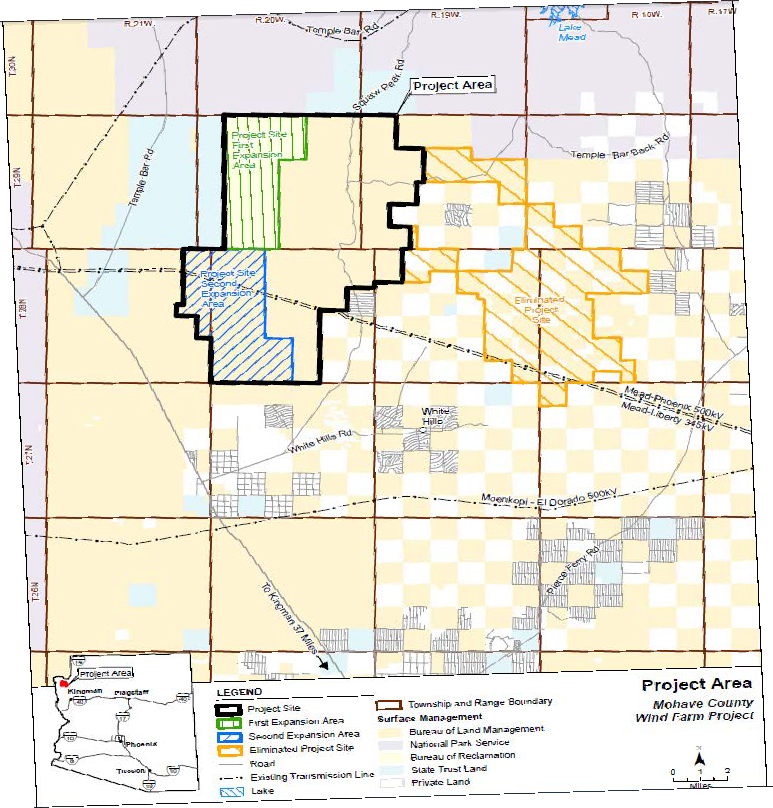 R.21W.
R.20W.
R.19W.
R.18W.
R.17W
Temple Bar Rd
Lake
Mead
T30N
Squaw Peak Rd
Project Area
Project Site
First
Expansion
Area
Temple Bar Back Rd
Temple Bar Rd
T29N
Project Site
Second
Expansion
Area
T28N
Eliminated
Project
Site
Mead-Phoenix 500kV
Mead-Liberty 345kV
White
Hills
White Hills Rd
T27N
Moenkopi - El Dorado 500kV
Pierce Ferry Rd
T26N
To Kingman 37 Miles
Project Area
Kingman
Flagstaff
Phoenix
Tucson
LEGEND
Project Site
First Expansion Area
Second Expansion Area
Eliminated Project Site
Road
Existing Transmission Line
Lake
Township and Range Boundary
Surface Management
Bureau of Land Management
National Park Service
Bureau of Reclamation
State Trust Land
Private Land
Project Area
Mohave County
Wind Farm Project
N
0 1 2
Miles